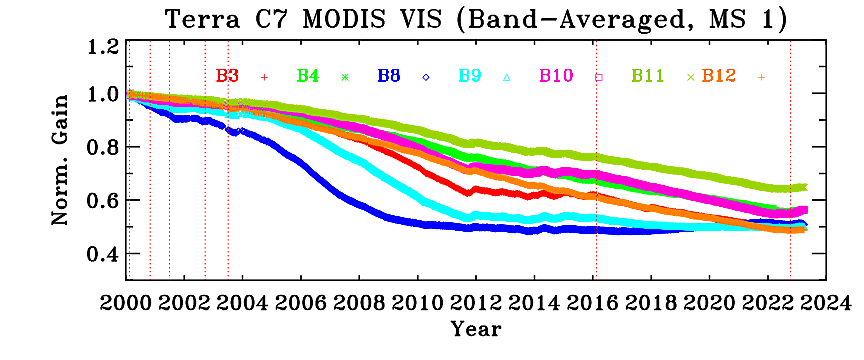 Terra C7 MODIS VIS (Band-Averaged, MS 1)
1.2
B3 B4 B8 B9 B10 B11 B12
1.0
0.8
0.6
0.4
Norm. Gain
2000 2002 2004 2006 2008 2010 2012 2014 2016 2018 2020 2022 2024
Year